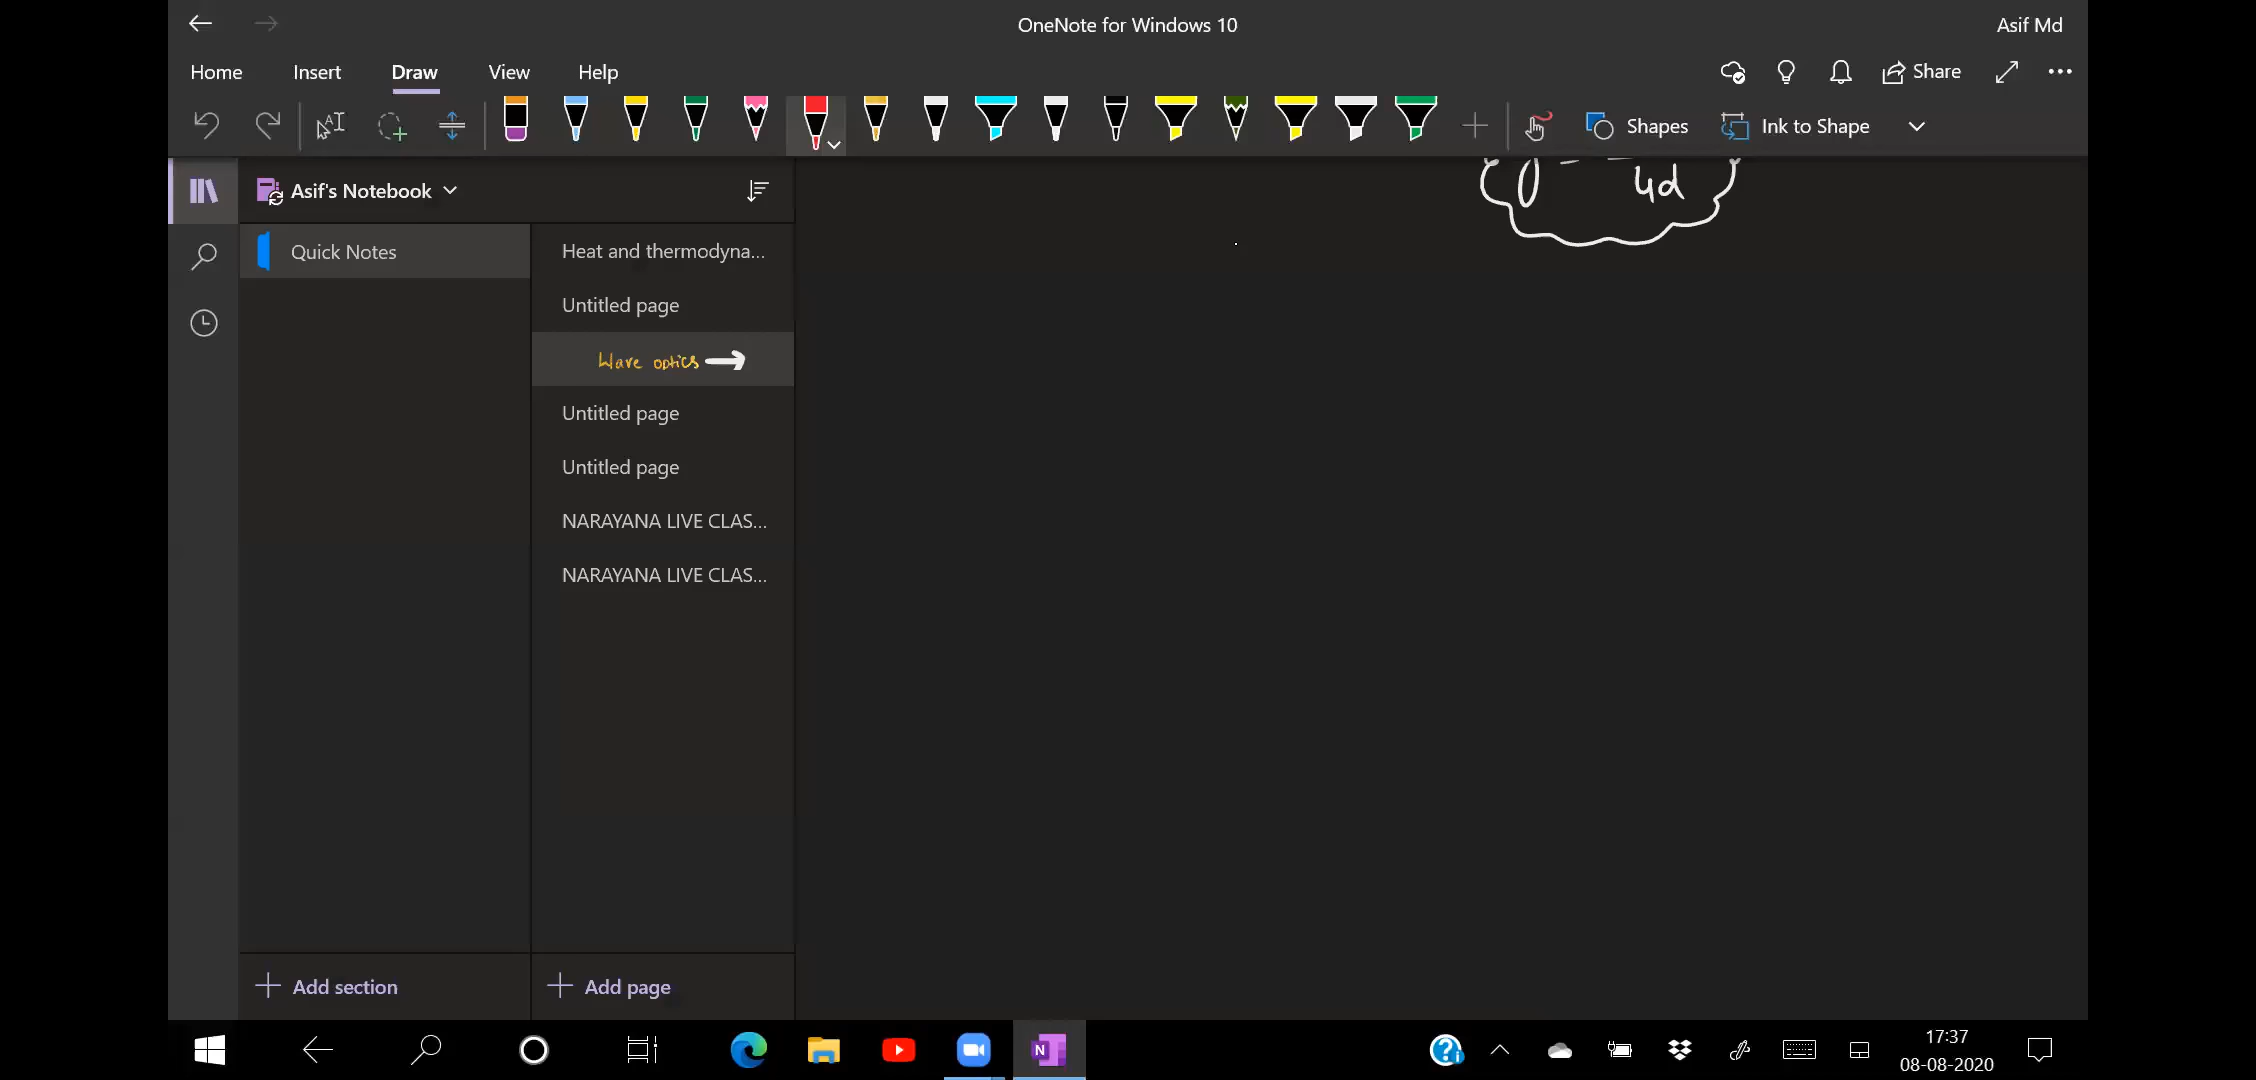 OneNote for Windows 10
Asif Md
Home Insert Draw View Help
Share
Shapes
Ink to Shape
Asif's Notebook
Quick Notes
Heat and thermodyna...
Untitled page
Wave optics
Untitled page
Untitled page
NARAYANA LIVE CLAS...
NARAYANA LIVE CLAS...
4d
Add section
Add page
17:37
08-08-2020